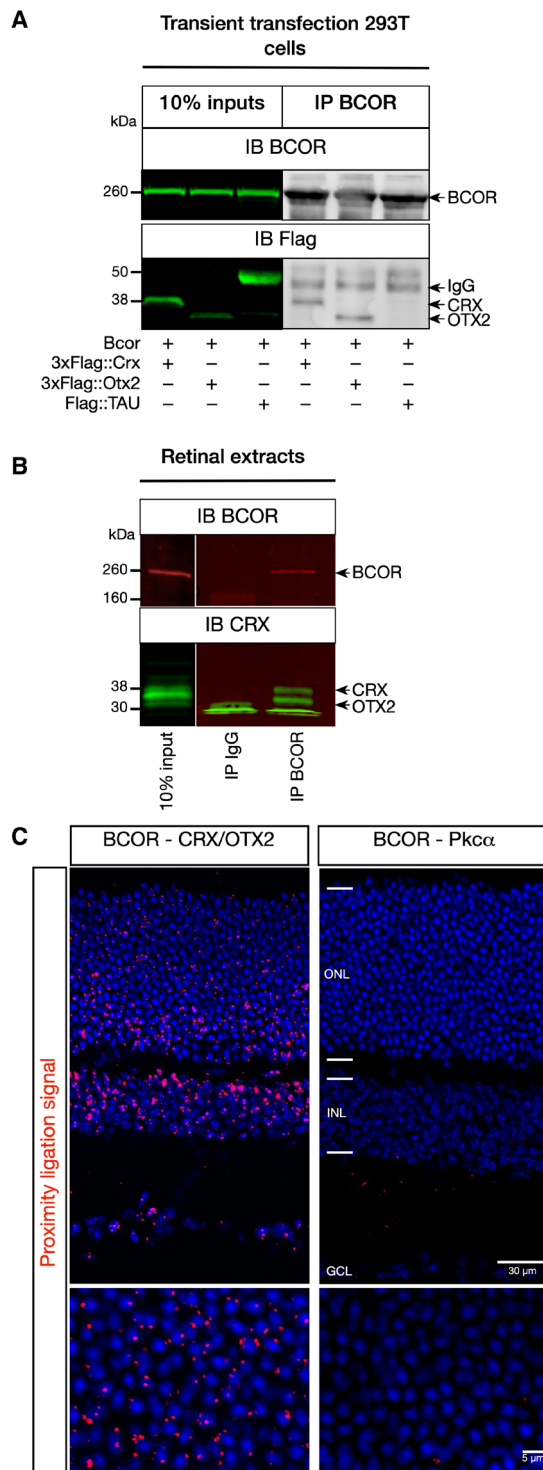 A
Transient transfection 293T
cells
10% inputs IP BCOR
kDa
IB BCOR
260 BCOR
IB Flag
50
IgG
38 CRX
OTX2
Bcor + + + + + +
3xFlag::Crx + – – + – –
3xFlag::Otx2 – + – – + –
Flag::TAU – – + – – +
B
Retinal extracts
IB BCOR
kDa
260 BCOR
160
IB CRX
38 CRX
30 OTX2
10% input
IP IgG
IP BCOR
C
BCOR - CRX/OTX2 BCOR - Pkcα
Proximity ligation signal
ONL
INL
GCL
30 µm
5 µm